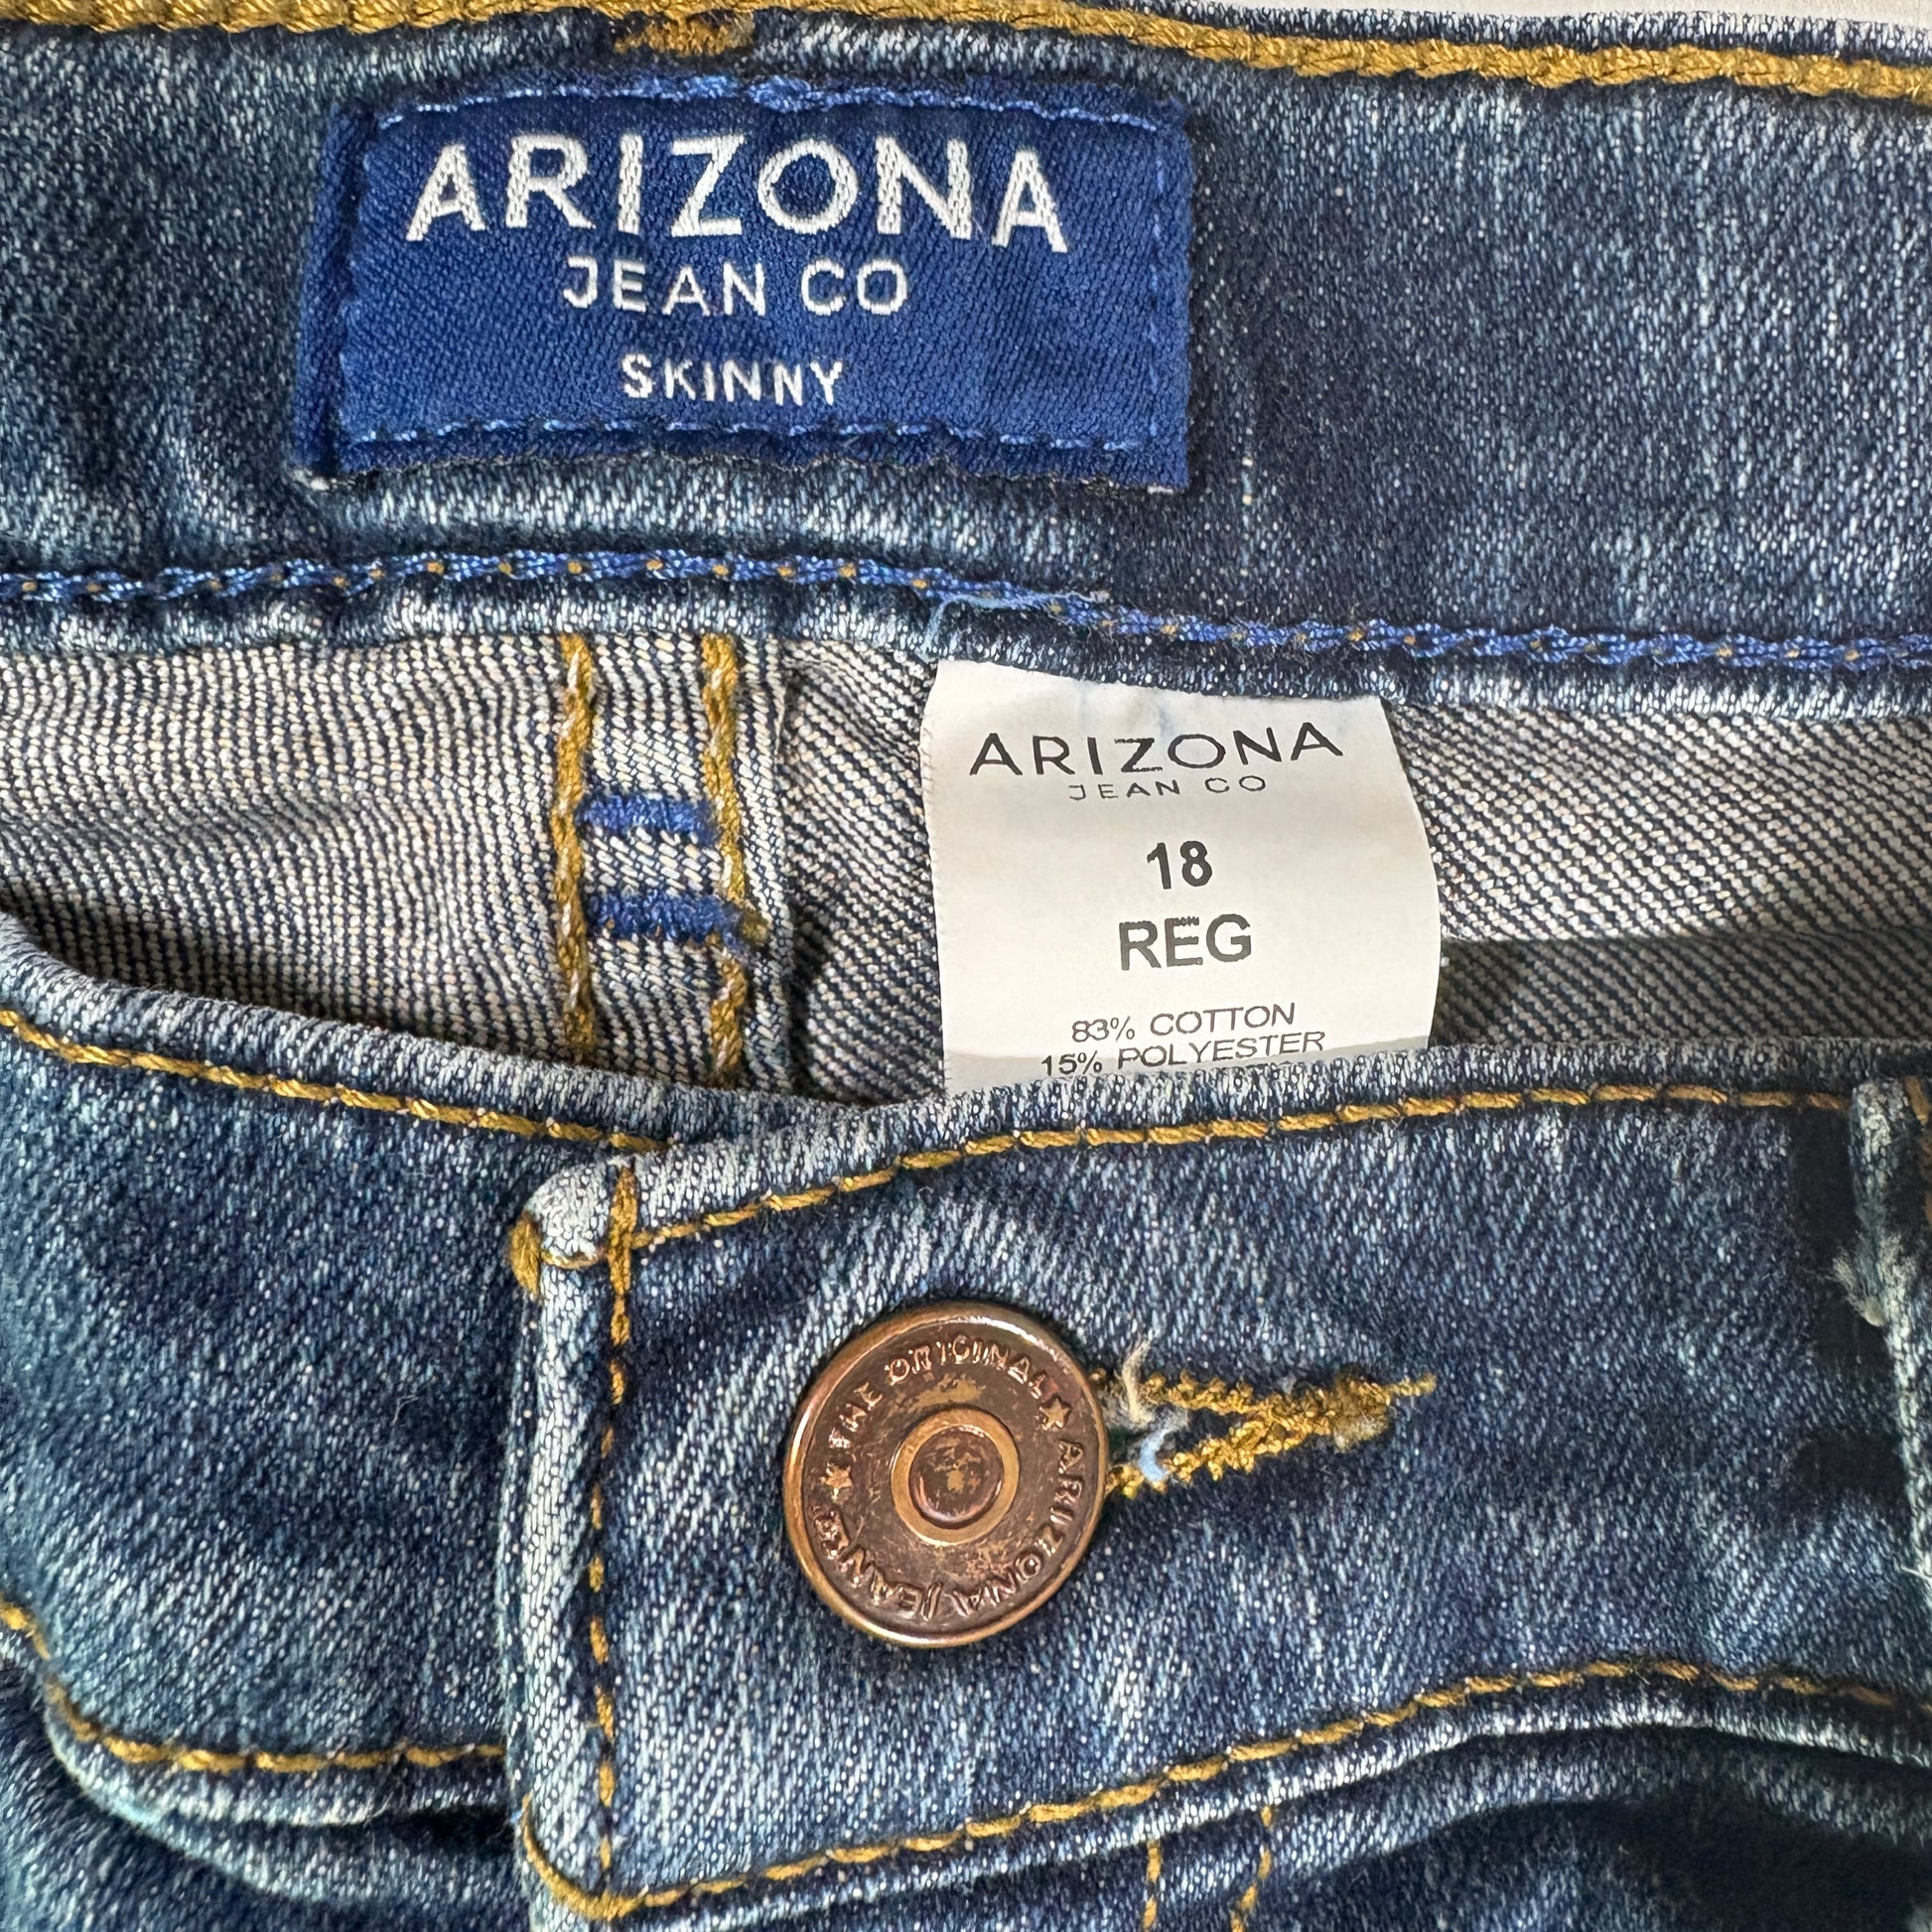 ARIZONA
JEAN CO
SKINNY
ARIZONA
JEAN CO
18
REG
83% COTTON
15% POLYESTER
★ THE ORIGINAL ★ ARIZONA JEANS